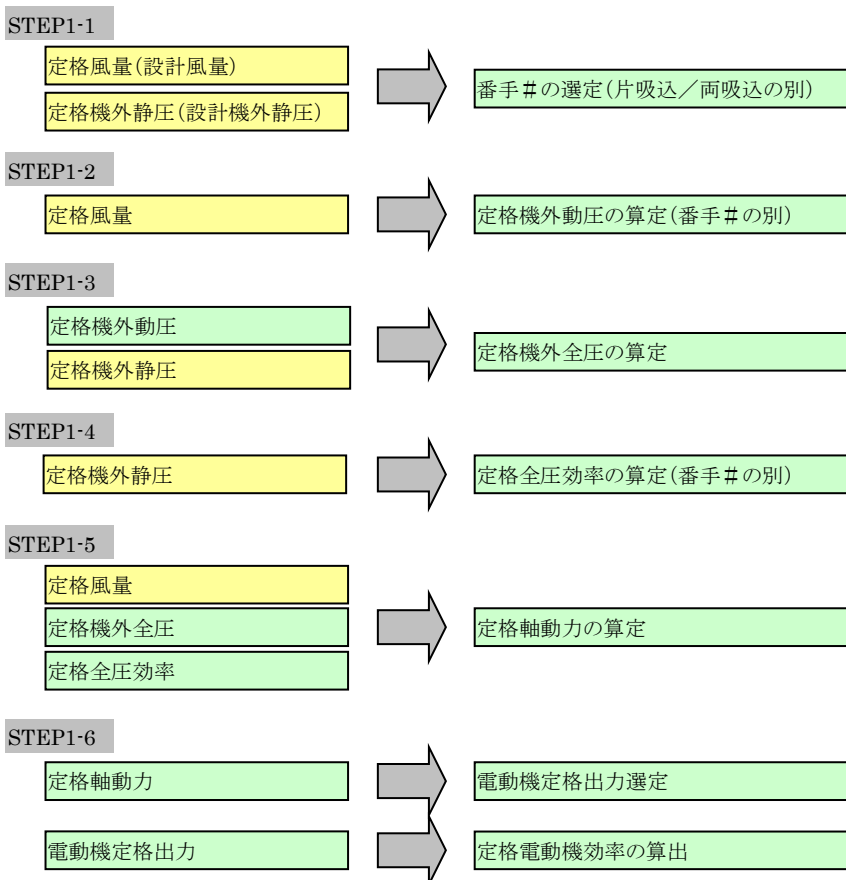 STEP1-1
定格風量(設計風量)
定格機外静圧(設計機外静圧)
番手#の選定(片吸込/両吸込の別)
STEP1-2
定格風量
定格機外動圧の算定(番手#の別)
STEP1-3
定格機外動圧
定格機外静圧
定格機外全圧の算定
STEP1-4
定格機外静圧
定格全圧効率の算定(番手#の別)
STEP1-5
定格風量
定格機外全圧
定格全圧効率
定格軸動力の算定
STEP1-6
定格軸動力
電動機定格出力選定
電動機定格出力
定格電動機効率の算出